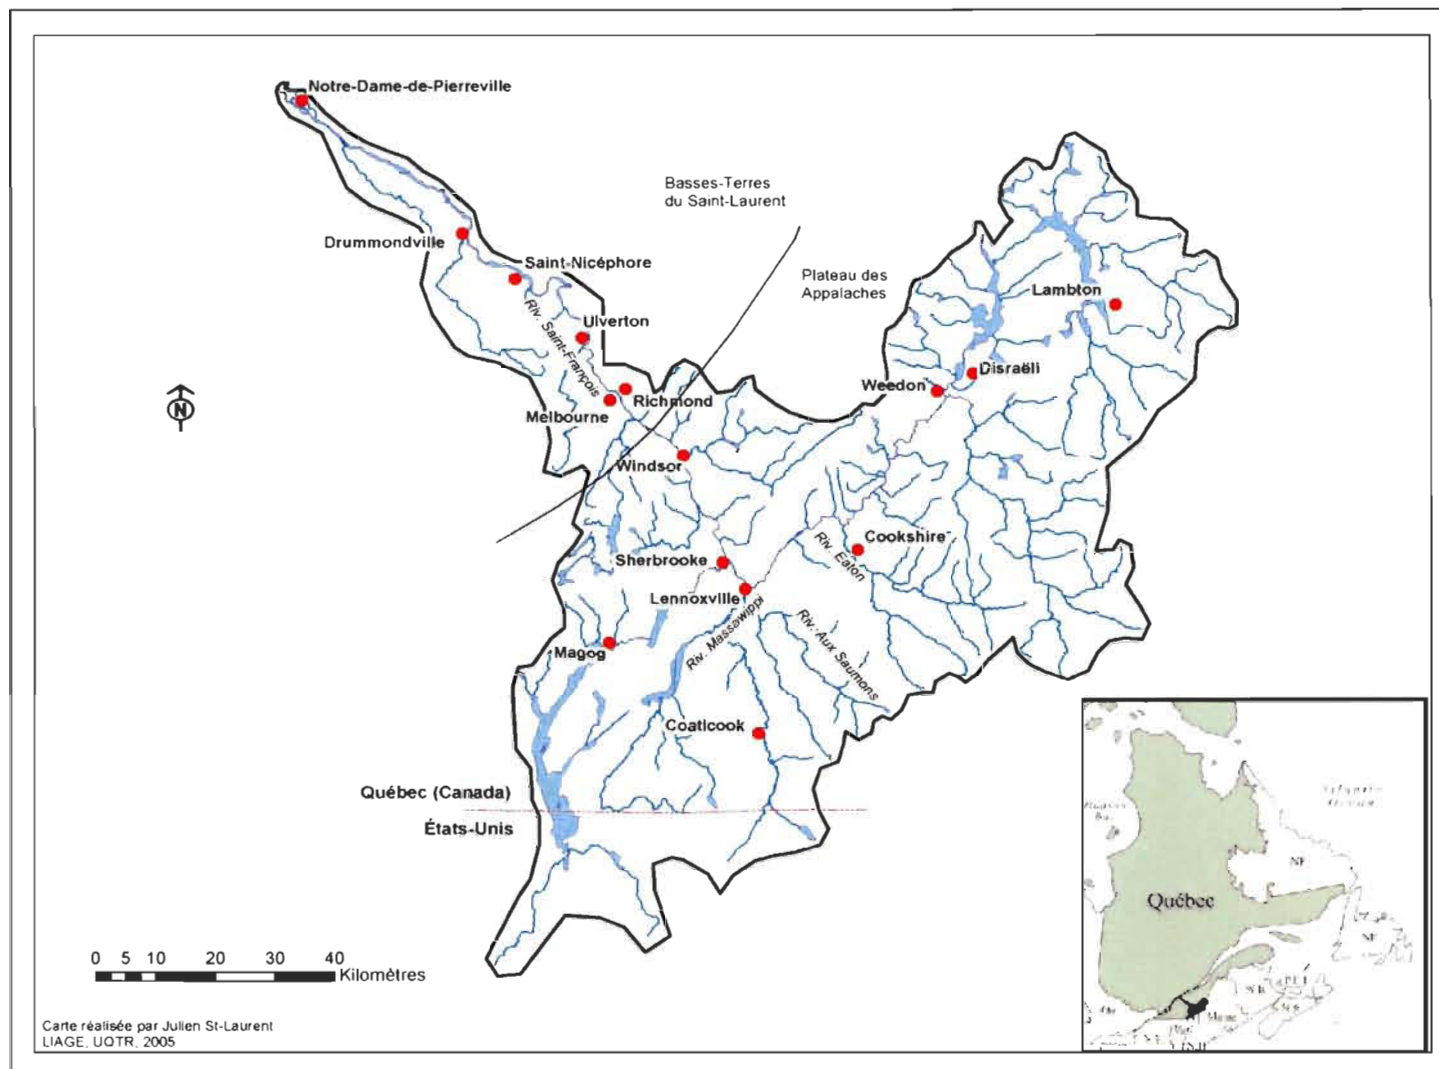 Notre-Dame-de-Pierreville
Basses-Terres
du Saint-Laurent
Drummondville
Saint-Nicéphore
Plateau des
Appalaches
Lambton
Riv. Saint-François
Ulverton
Disraëli
Weedon
Richmond
Melbourne
N
Windsor
Cookshire
Riv. Eaton
Sherbrooke
Lennoxville
Riv. Massawippi
Riv. Aux Saumons
Magog
Coaticook
Québec (Canada)
États-Unis
Québec
NF
NF
N B
P E I
Maine
0 5 10 20 30 40
Kilomètres
Carte réalisée par Julien St-Laurent
LIAGE, UQTR, 2005